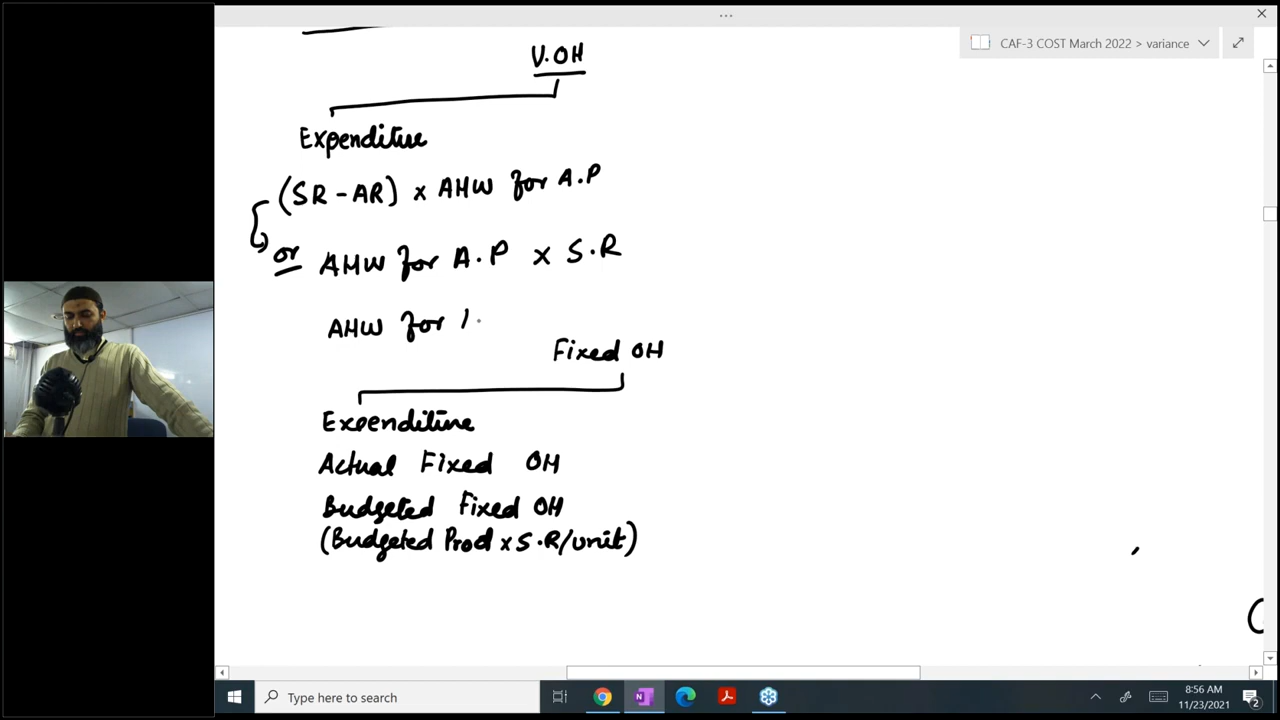 ...
CAF-3 COST March 2022 > variance
V.OH
Expenditure
(SR - AR) x AHW for A.P
or AHW for A.P x S.R
AHW for
Fixed OH
Expenditure
Actual Fixed OH
Budgeted Fixed OH
(Budgeted Prod x S.R/unit)
Type here to search
8:56 AM
11/23/2021
2